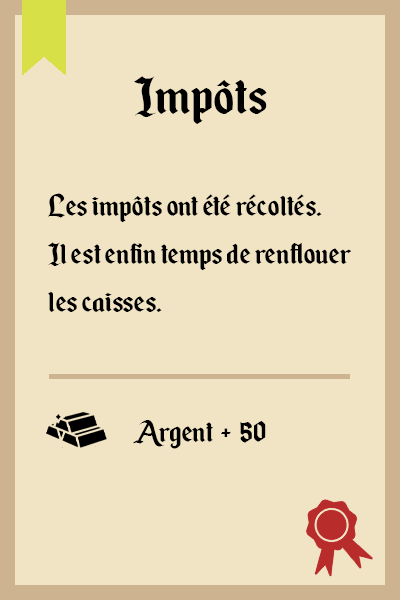 Impôts
Les impôts ont été récoltés.
Il est enfin temps de renflouer
les caisses.
Argent + 50